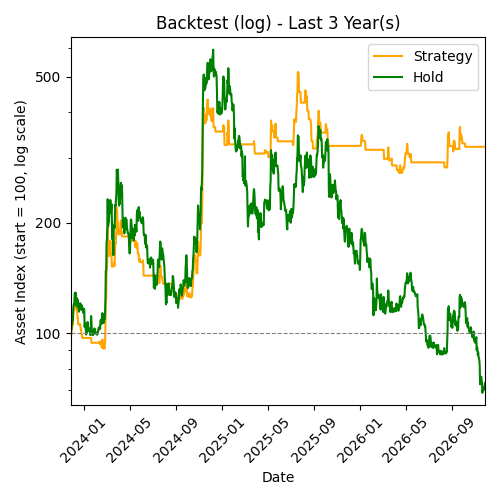 Backtest (log) - Last 3 Year(s)
Strategy
Hold
Asset Index (start = 100, log scale)
500
200
100
2024-01
2024-05
2024-09
2025-01
2025-05
2025-09
2026-01
2026-05
2026-09
Date